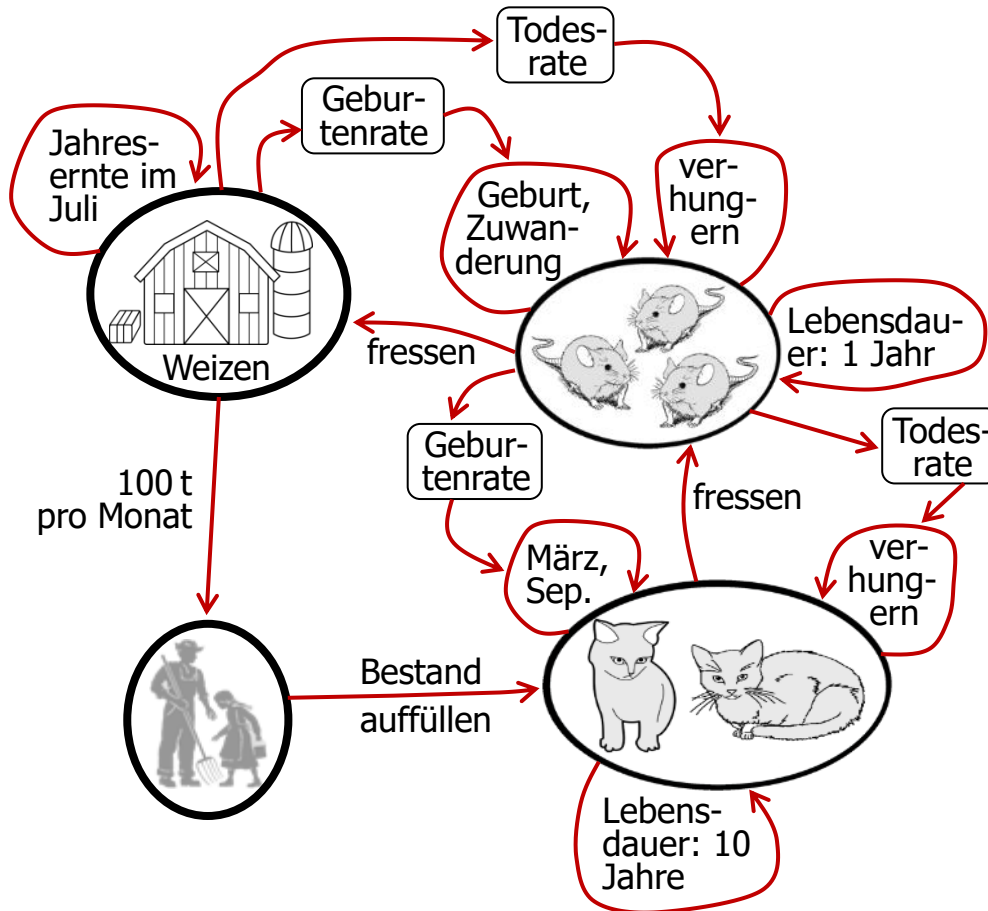 Todes-
rate
Gebur-
tenrate
Jahres-
ernte im
Juli
Geburt,
Zuwan-
derung
ver-
hung-
ern
Weizen
fressen
Lebensdau-
er: 1 Jahr
Gebur-
tenrate
Todes-
rate
100 t
pro Monat
fressen
März,
Sep.
ver-
hung-
ern
Bestand
auffüllen
Lebens-
dauer: 10
Jahre